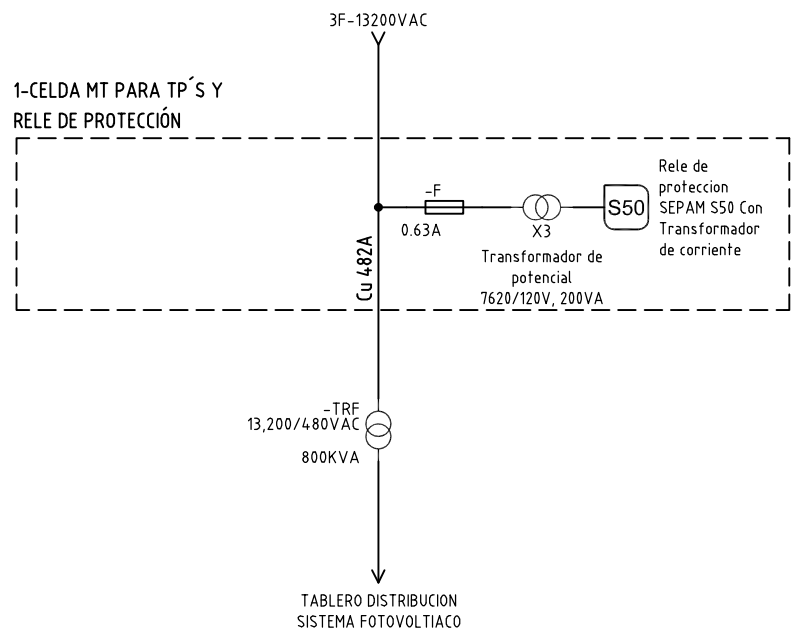 3F-13200VAC
1-CELDA MT PARA TP´S Y
RELE DE PROTECCIÓN
-F
0.63A
X3
S50
Rele de
proteccion
SEPAM S50 Con
Transformador
de corriente
Transformador de
potencial
7620/120V, 200VA
Cu 482A
-TRF
13,200/480VAC
800KVA
TABLERO DISTRIBUCION
SISTEMA FOTOVOLTIACO